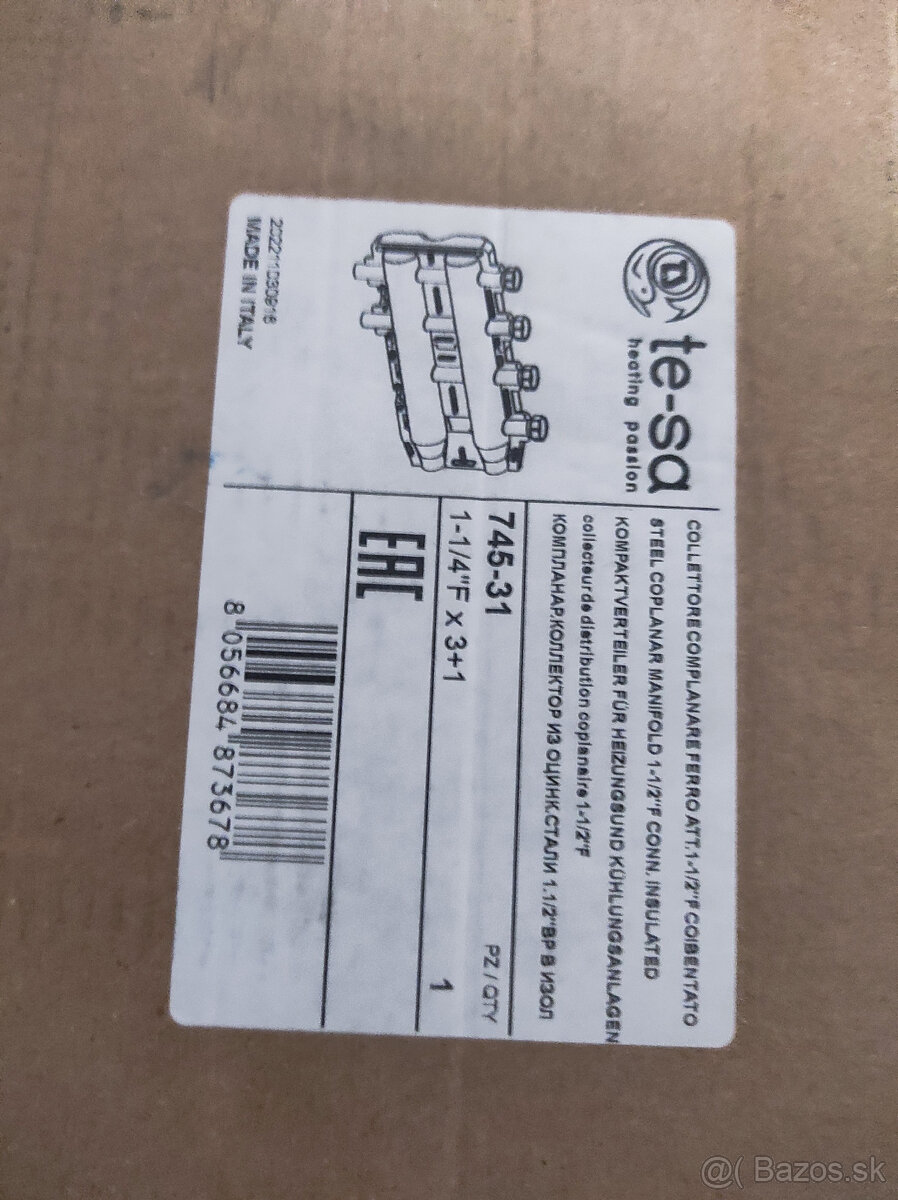 te-sa
heating passion
202211030916
MADE IN ITALY
COLLETTORE COMPLANARE FERRO ATT.1-1/2"F COIBENTATO
STEEL COPLANAR MANIFOLD 1-1/2"F CONN. INSULATED
KOMPAKTVERTEILER FÜR HEIZUNGSUND KÜHLUNGSANLAGEN
collecteur de distribution coplanaire 1-1/2"F
КОМПЛАНАР.КОЛЛЕКТОР ИЗ ОЦИНК.СТАЛИ 1.1/2"ВР В ИЗОЛ
745-31
PZ / QTY
1-1/4"F x 3+1
1
EAC
8 056684 873678
@( Bazos.sk